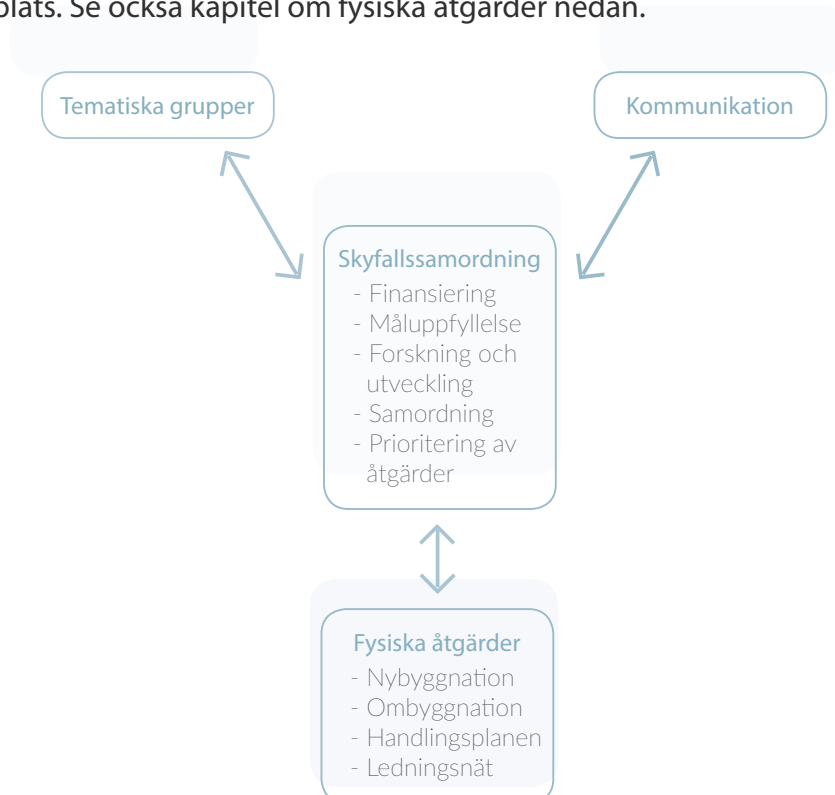 plats. Se också kapitel om fysiska åtgärder nedan.
Tematiska grupper
Kommunikation
Skyfallssamordning
- Finansiering
- Måluppfyllelse
- Forskning och
utveckling
- Samordning
- Prioritering av
åtgärder
Fysiska åtgärder
- Nybyggnation
- Ombyggnation
- Handlingsplanen
- Ledningsnät